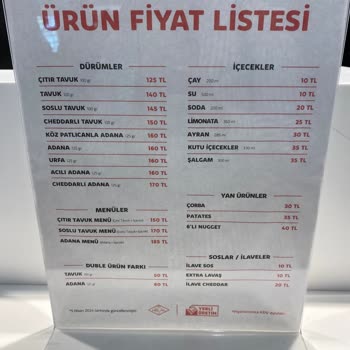 ÜRÜN FİYAT LİSTESİ
DÜRÜMLER
ÇITIR TAVUK 125 TL
TAVUK 140 TL
SOSLU TAVUK 145 TL
CHEDDARLI TAVUK 150 TL
KÖZ PATLICANLA ADANA 160 TL
ADANA 160 TL
URFA 160 TL
ACILI ADANA 160 TL
CHEDDARLI ADANA 170 TL
MENÜLER
ÇITIR TAVUK MENÜ 150 TL
SOSLU TAVUK MENÜ 170 TL
ADANA MENÜ 185 TL
DUBLE ÜRÜN FARKI
TAVUK 50 TL
ADANA 60 TL
İÇECEKLER
ÇAY 10 TL
SU 10 TL
SODA 20 TL
LİMONATA 25 TL
AYRAN 30 TL
KUTU İÇECEKLER 35 TL
ŞALGAM 35 TL
YAN ÜRÜNLER
ÇORBA 30 TL
PATATES 35 TL
6'LI NUGGET 40 TL
SOSLAR / İLAVELER
İLAVE SOS 10 TL
EXTRA LAVAŞ 10 TL
İLAVE CHEDDAR 20 TL
YERLİ ÜRETİM